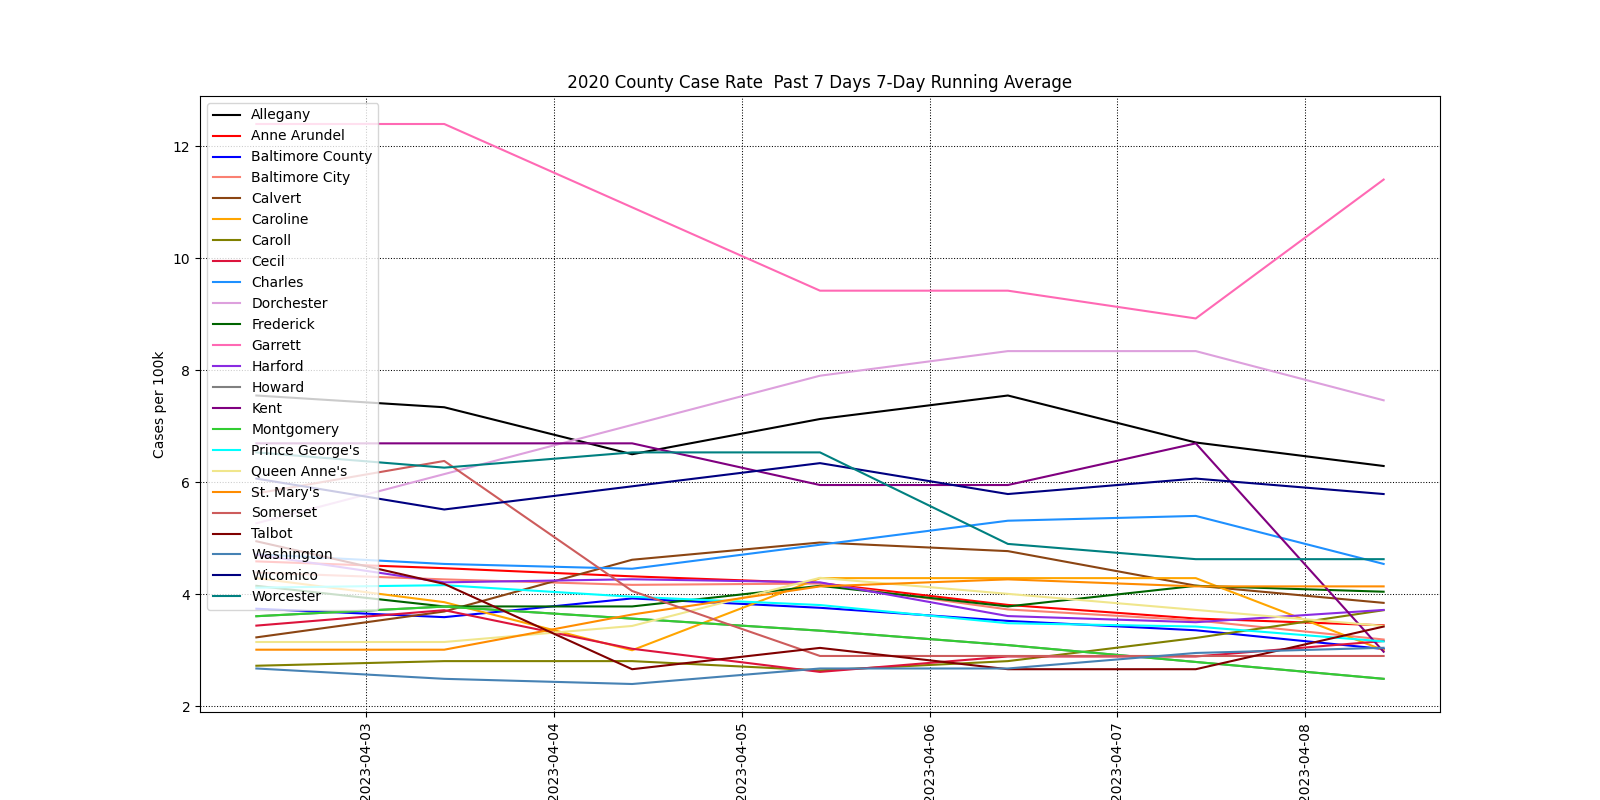 2020 County Case Rate  Past 7 Days 7-Day Running Average
Cases per 100k
12
10
8
6
4
2
Allegany
Anne Arundel
Baltimore County
Baltimore City
Calvert
Caroline
Caroll
Cecil
Charles
Dorchester
Frederick
Garrett
Harford
Howard
Kent
Montgomery
Prince George's
Queen Anne's
St. Mary's
Somerset
Talbot
Washington
Wicomico
Worcester
2023-04-03
2023-04-04
2023-04-05
2023-04-06
2023-04-07
2023-04-08